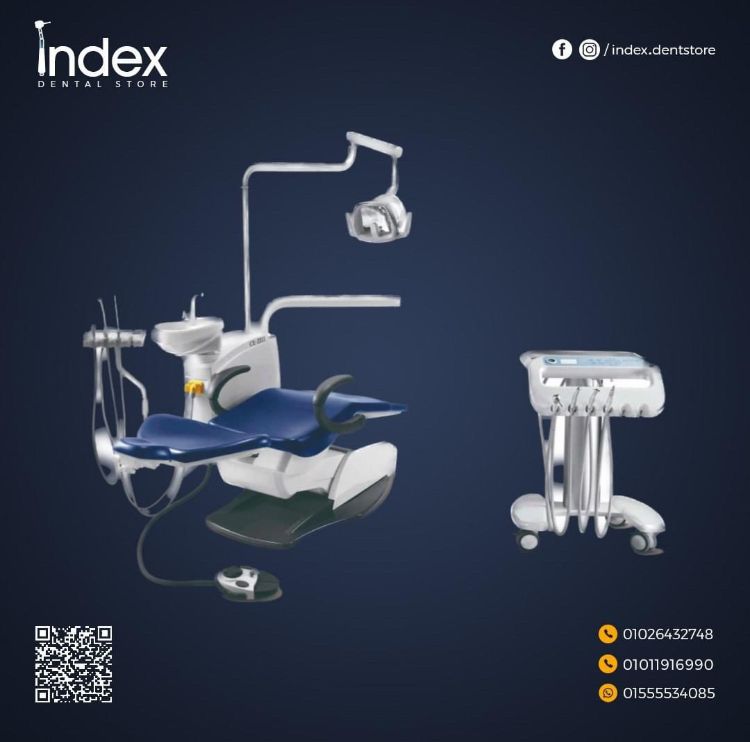 index
DENTAL STORE
/ index.dentstore
01026432748
01011916990
01555534085